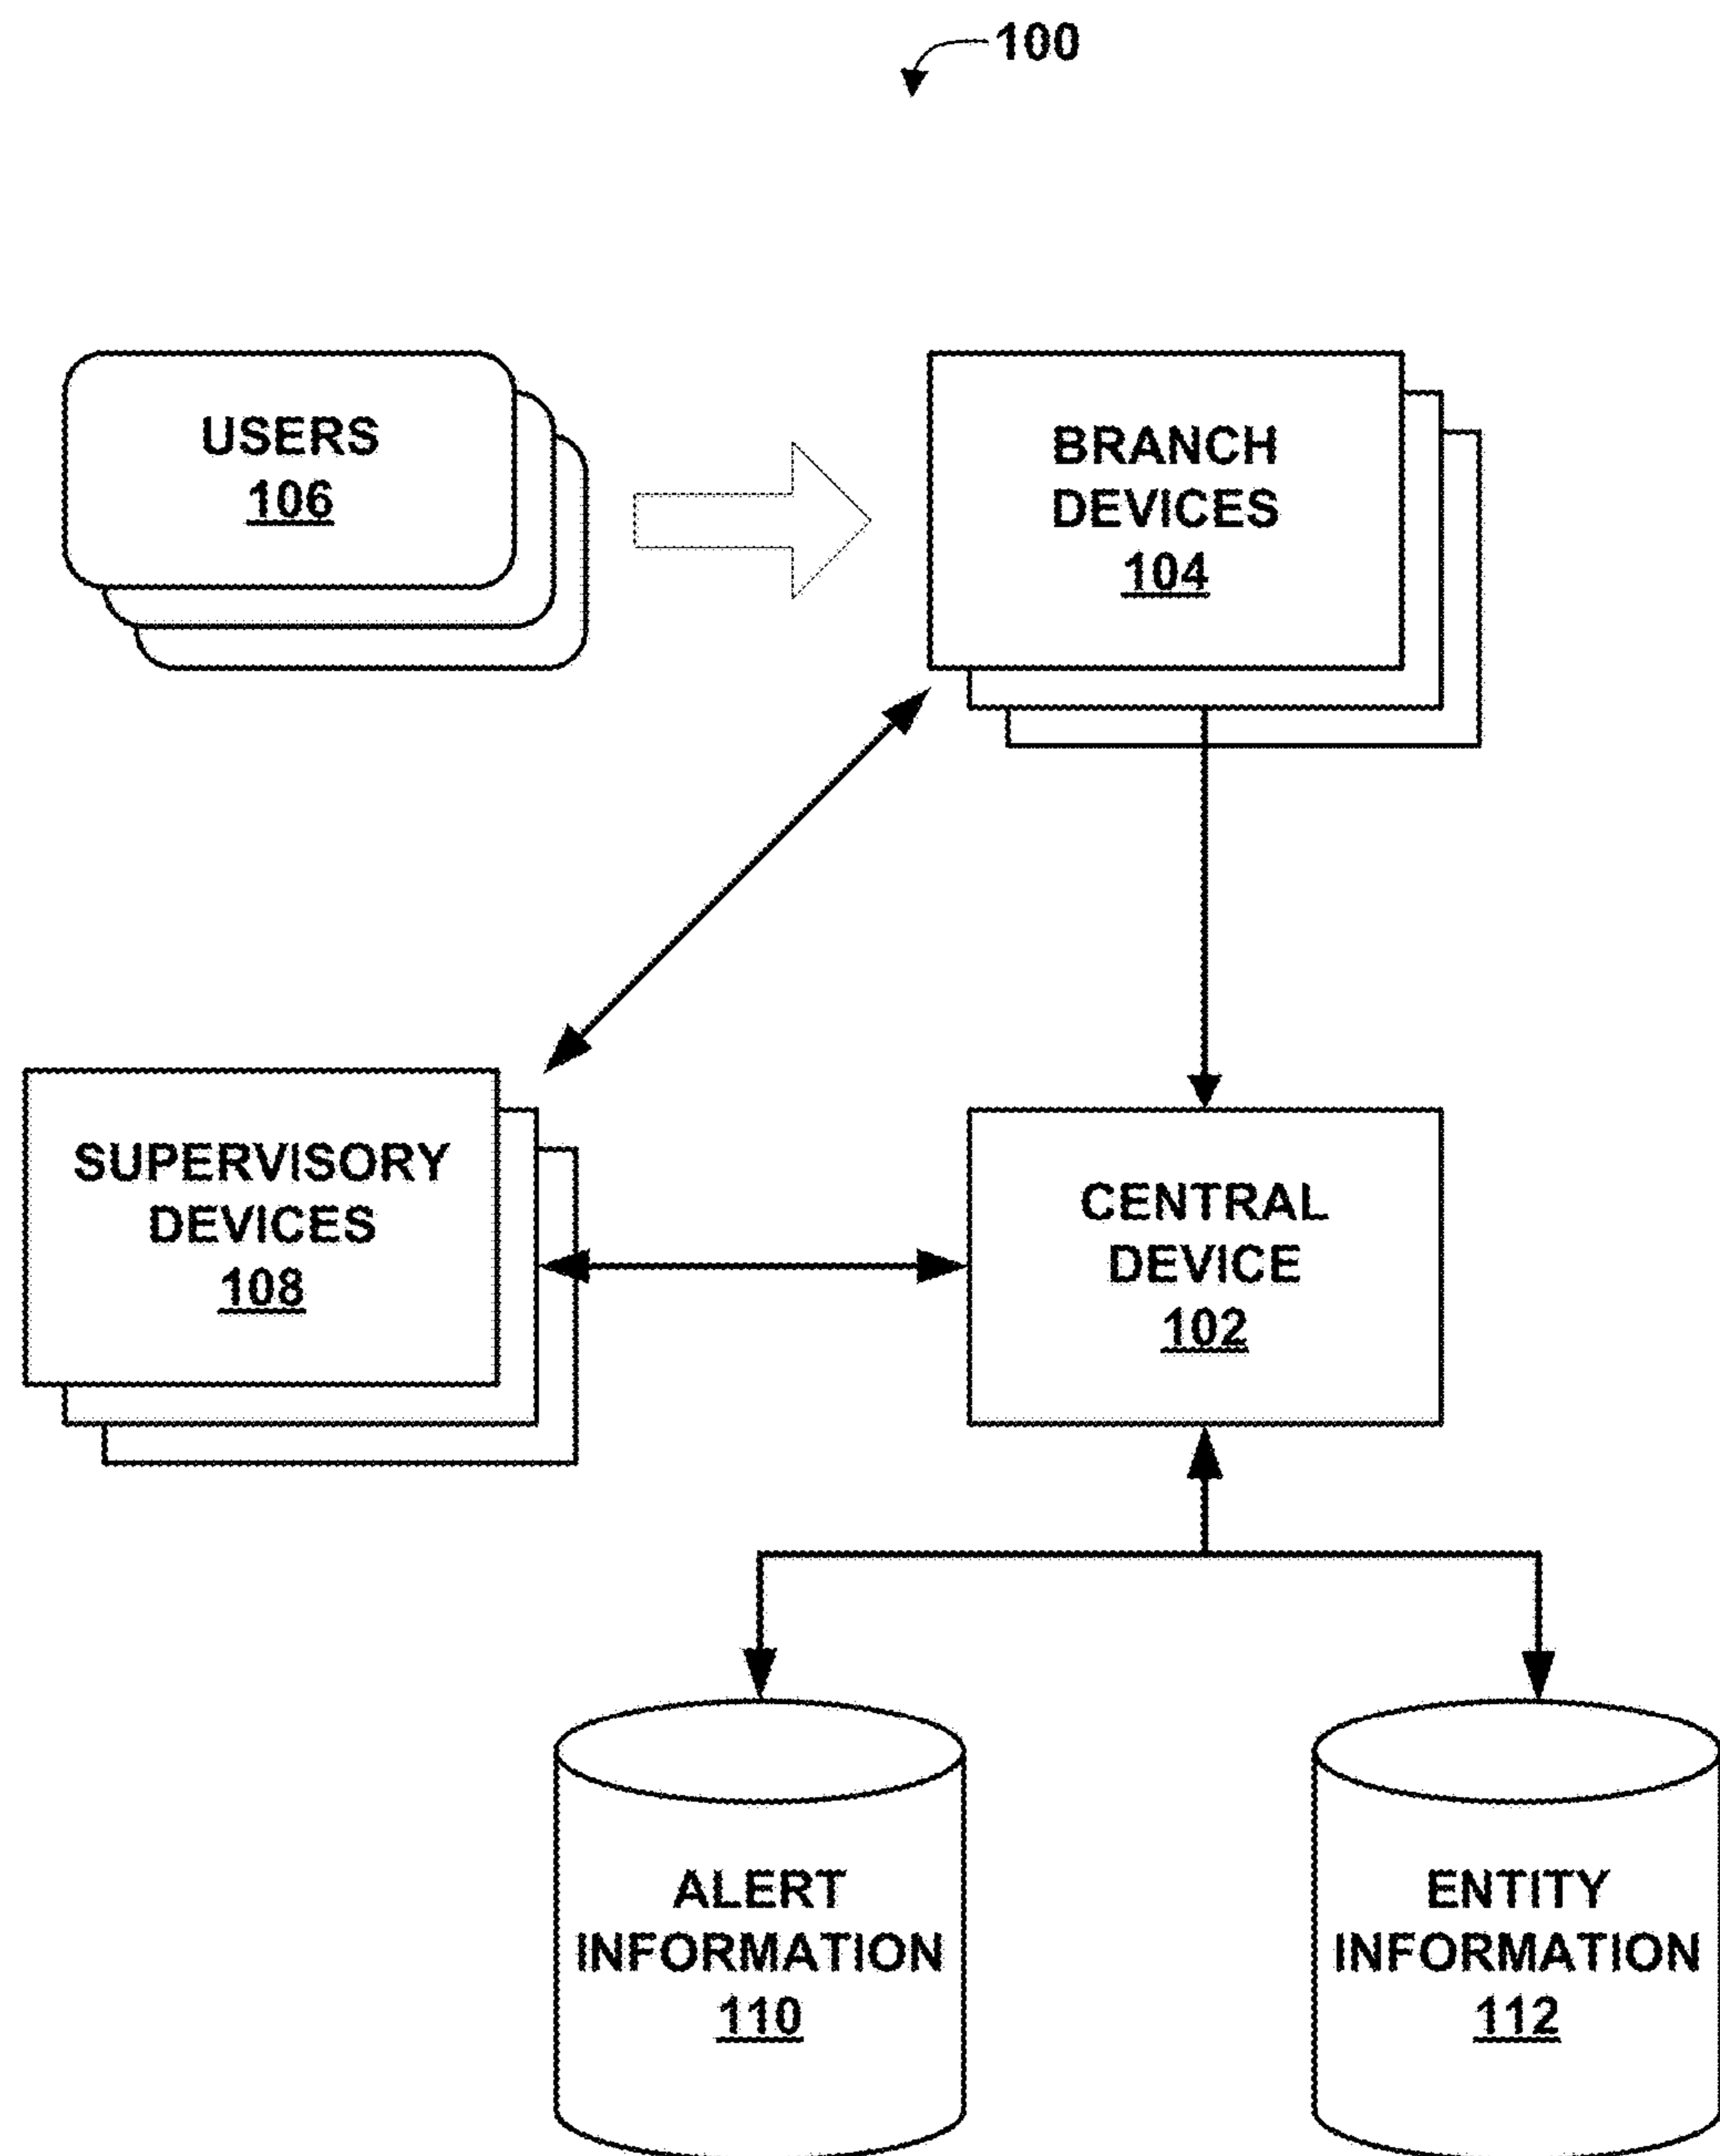 100
USERS
106
BRANCH
DEVICES
104
SUPERVISORY
DEVICES
108
CENTRAL
DEVICE
102
ALERT
INFORMATION
110
ENTITY
INFORMATION
112